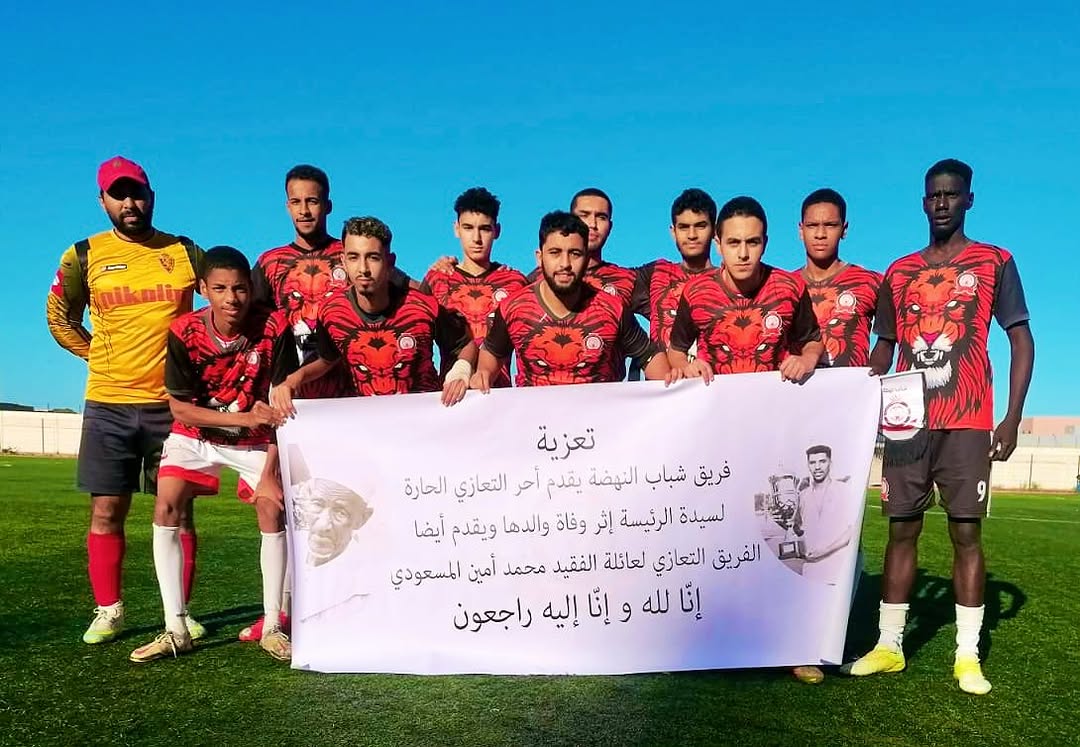 تعزية
فريق شباب النهضة يقدم أحر التعازي الحارة
لسيدة الرئيسة إثر وفاة والدها ويقدم أيضا
الفريق التعازي لعائلة الفقيد محمد أمين المسعودي
إنّا لله و إنّا إليه راجعون
nikolin
9